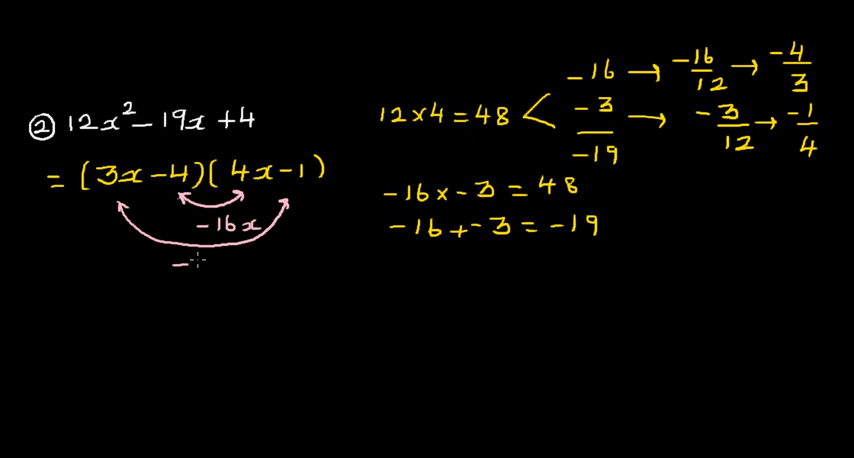 ② 12x² - 19x + 4
= (3x - 4)(4x - 1)
-16x
-
12 × 4 = 48 <
-16 → -16/12 → -4/3
-3 → -3/12 → -1/4
-19
-16 x -3 = 48
-16 + -3 = -19